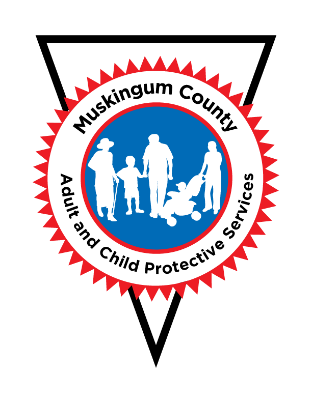 Muskingum County
Adult and Child Protective Services